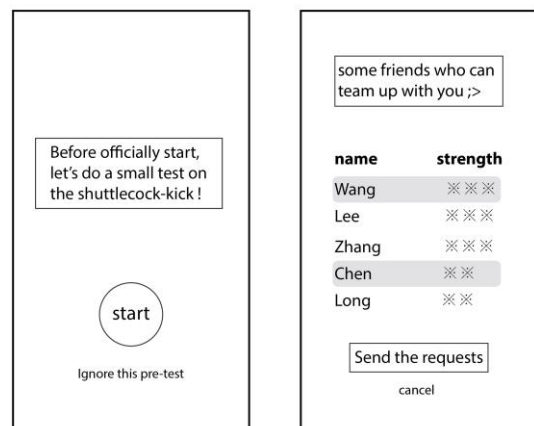 Before officially start,
let's do a small test on
the shuttlecock-kick !
start
Ignore this pre-test
some friends who can
team up with you ;>
name strength
Wang ※※※
Lee ※※※
Zhang ※※※
Chen ※※
Long ※※
Send the requests
cancel